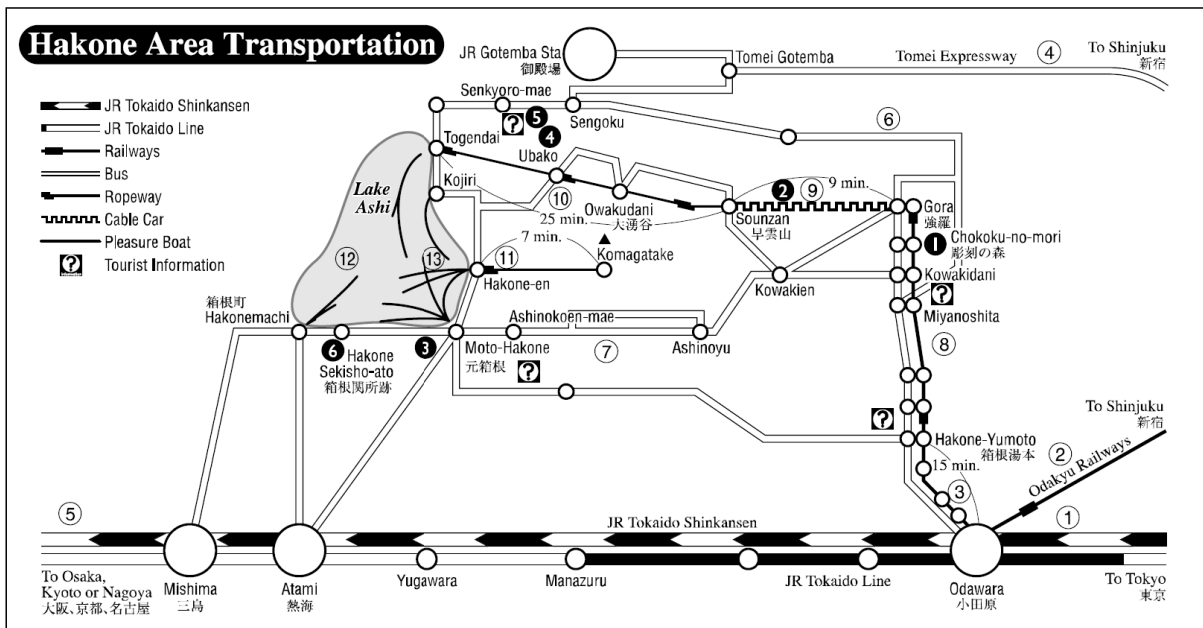 Hakone Area Transportation
JR Tokaido Shinkansen
JR Tokaido Line
Railways
Bus
Ropeway
Cable Car
Pleasure Boat
Tourist Information
JR Gotemba Sta
御殿場
Tomei Gotemba
Tomei Expressway
④
To Shinjuku
新宿
Senkyoro-mae
?
❺
❹
Sengoku
⑥
Togendai
Ubako
Lake
Ashi
Kojiri
⑩
25 min.
Owakudani
大湧谷
❷
⑨
9 min.
Sounzan
早雲山
Gora
強羅
❶
Chokoku-no-mori
彫刻の森
7 min.
Komagatake
⑫
⑬
⑪
Hakone-en
Kowakien
Kowakidani
?
Miyanoshita
箱根町
Hakonemachi
Ashinokoen-mae
❻
Hakone
Sekisho-ato
箱根関所跡
❸
Moto-Hakone
元箱根
?
⑦
Ashinoyu
⑧
?
Hakone-Yumoto
箱根湯本
15 min.
③
To Shinjuku
新宿
②
Odakyu Railways
⑤
JR Tokaido Shinkansen
①
To Osaka,
Kyoto or Nagoya
大阪、京都、名古屋
Mishima
三島
Atami
熱海
Yugawara
Manazuru
JR Tokaido Line
Odawara
小田原
To Tokyo
東京